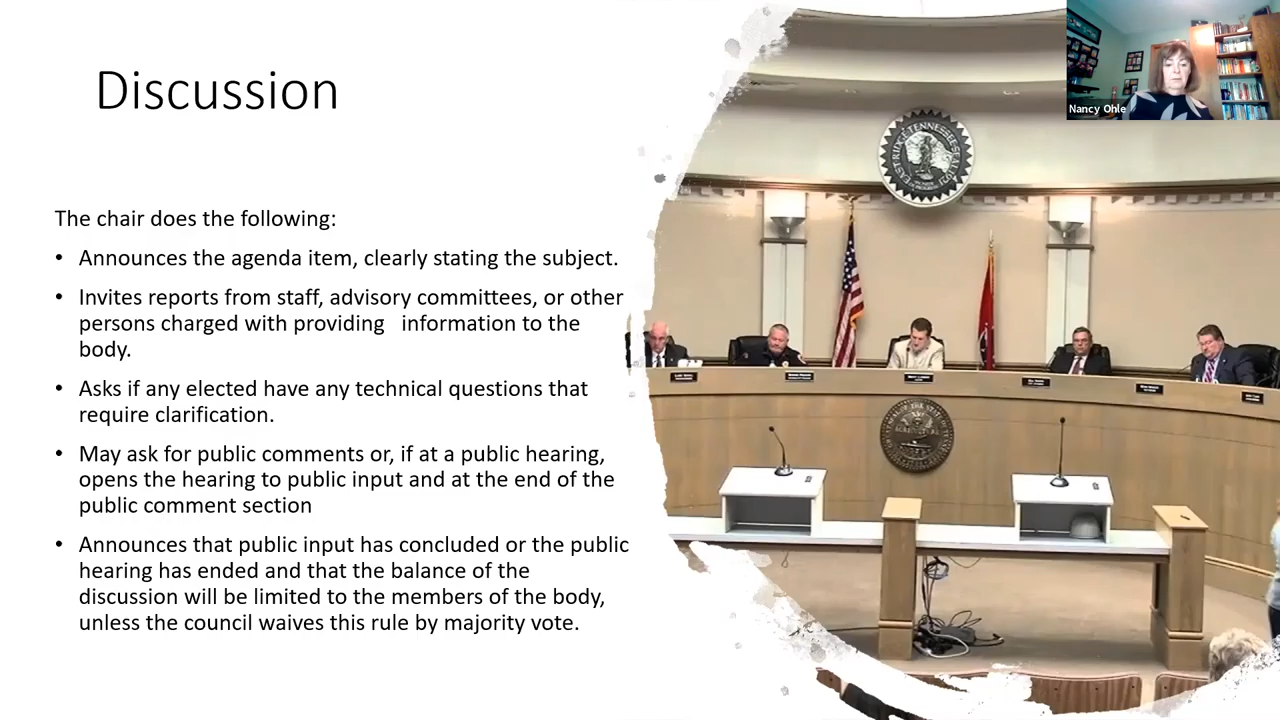 Discussion
Nancy Ohle
The chair does the following:
• Announces the agenda item, clearly stating the subject.
• Invites reports from staff, advisory committees, or other
persons charged with providing information to the
body.
• Asks if any elected have any technical questions that
require clarification.
• May ask for public comments or, if at a public hearing,
opens the hearing to public input and at the end of the
public comment section
• Announces that public input has concluded or the public
hearing has ended and that the balance of the
discussion will be limited to the members of the body,
unless the council waives this rule by majority vote.